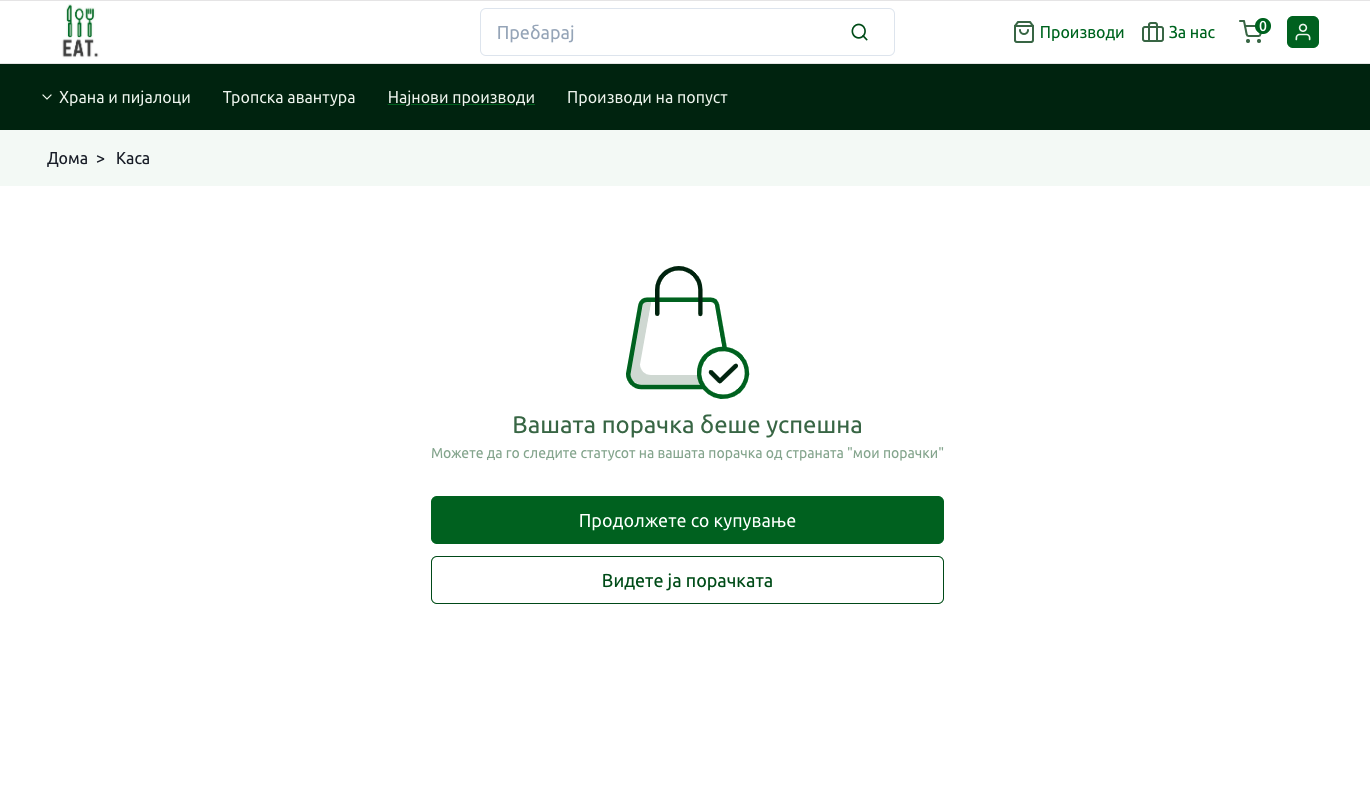 EAT.
Пребарај
Производи
За нас
0
Храна и пијалоци
Тропска авантура
Најнови производи
Производи на попуст
Дома > Каса
Вашата порачка беше успешна
Можете да го следите статусот на вашата порачка од страната "мои порачки"
Продолжете со купување
Видете ја порачката